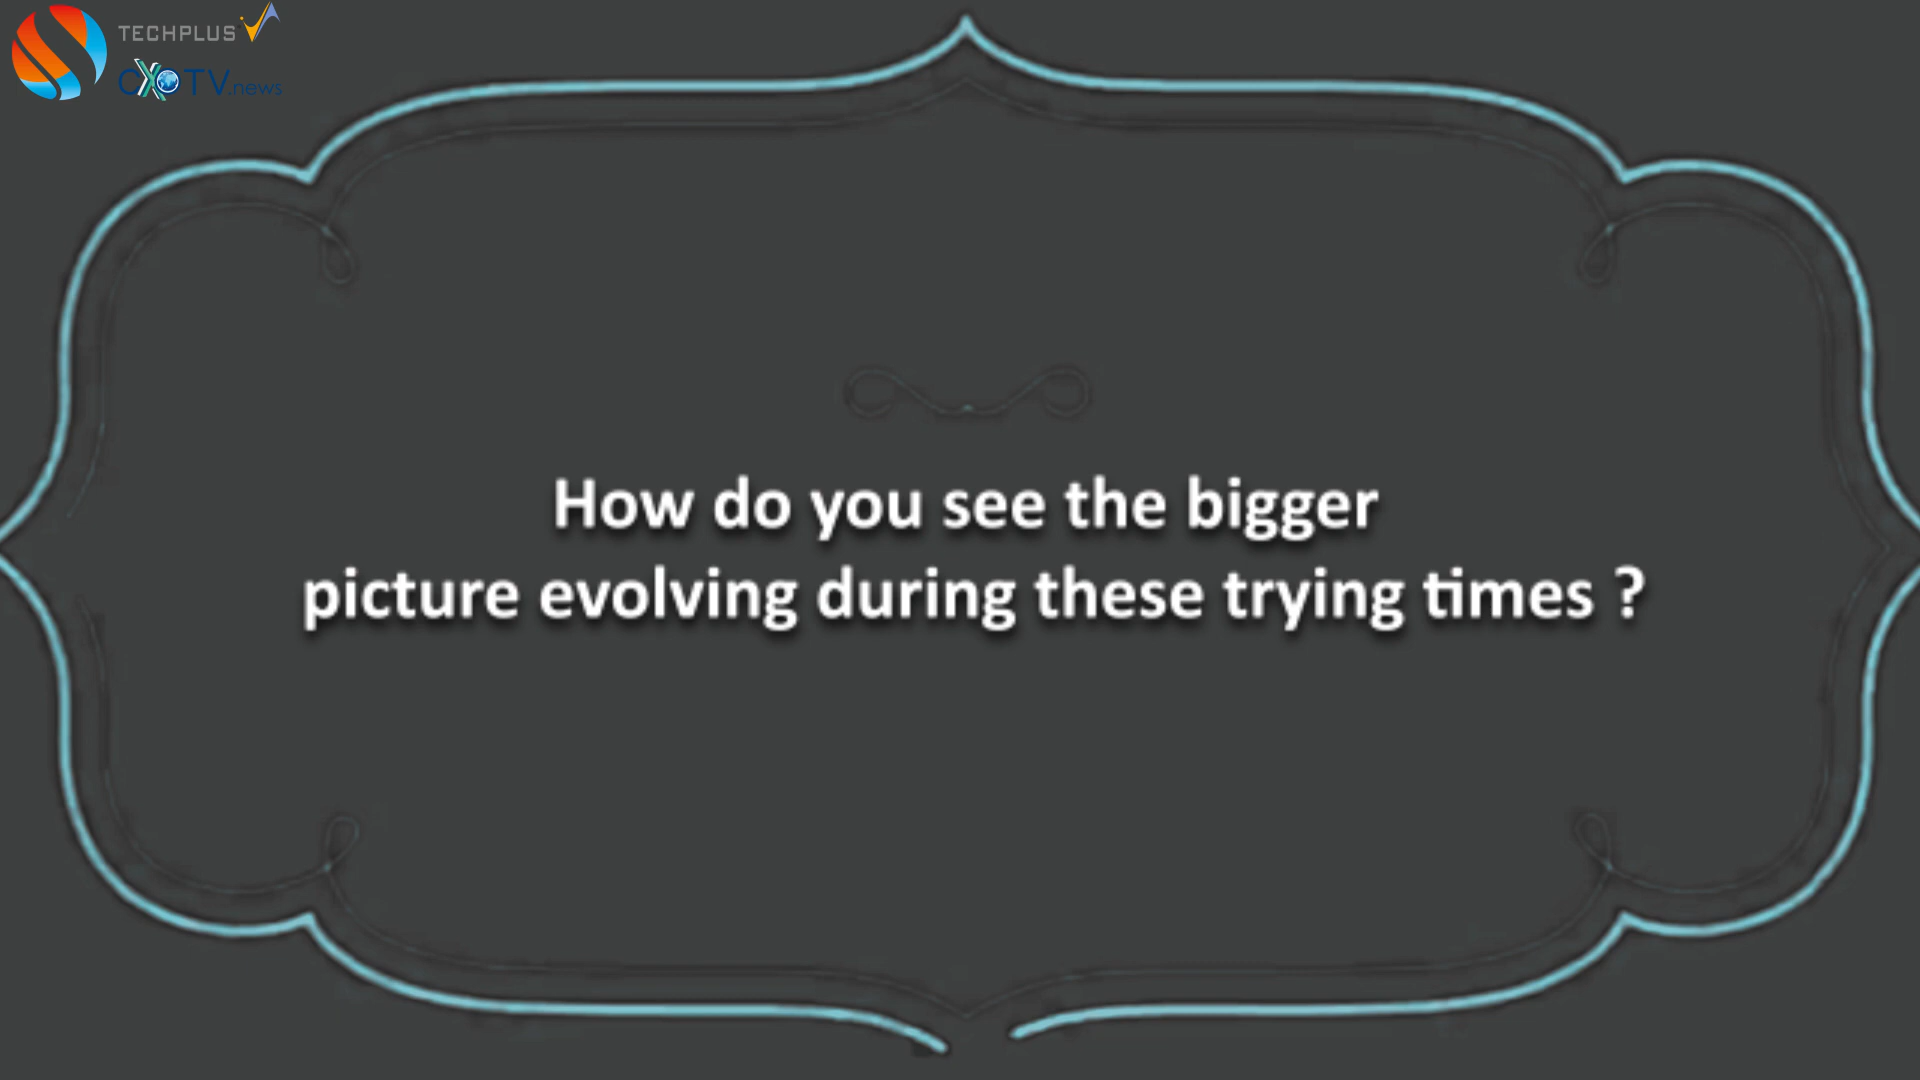 TECHPLUS
CXOTV.news
How do you see the bigger
picture evolving during these trying times ?